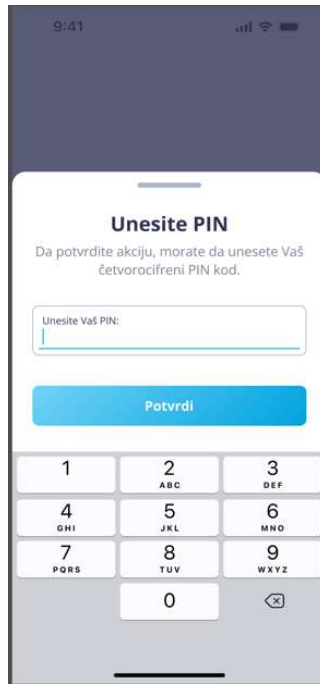 9:41
Unesite PIN
Da potvrdite akciju, morate da unesete Vaš
četvorocifreni PIN kod.
Unesite Vaš PIN:
Potvrdi
1
2
ABC
3
DEF
4
GHI
5
JKL
6
MNO
7
PQRS
8
TUV
9
WXYZ
0